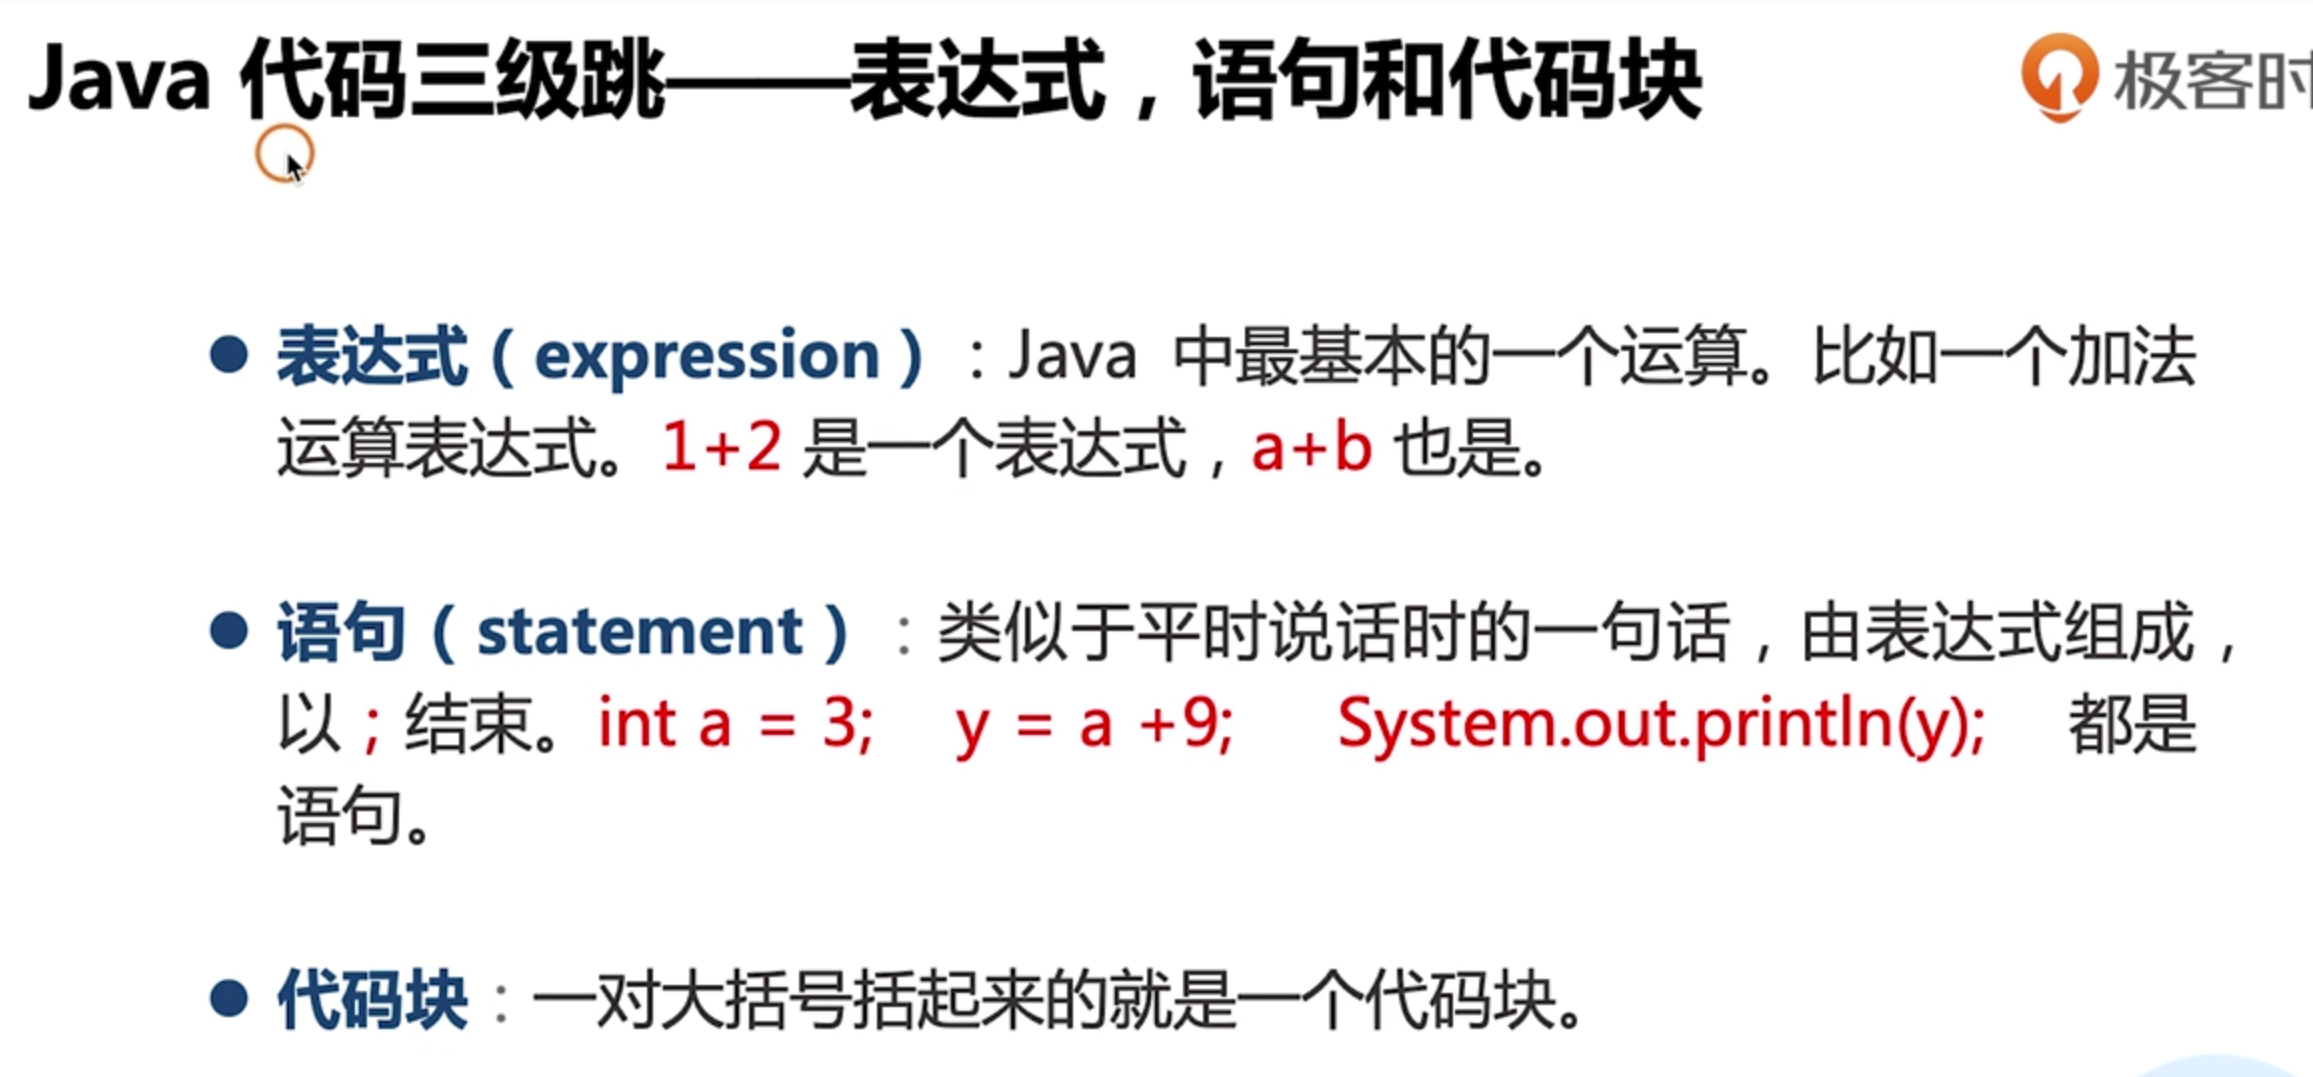 Java 代码三级跳——表达式，语句和代码块
极客时
● 表达式（expression）：Java 中最基本的一个运算。比如一个加法
运算表达式。1+2 是一个表达式，a+b 也是。
● 语句（statement）：类似于平时说话时的一句话，由表达式组成，
以 ; 结束。int a = 3; y = a +9; System.out.println(y); 都是
语句。
● 代码块：一对大括号括起来的就是一个代码块。